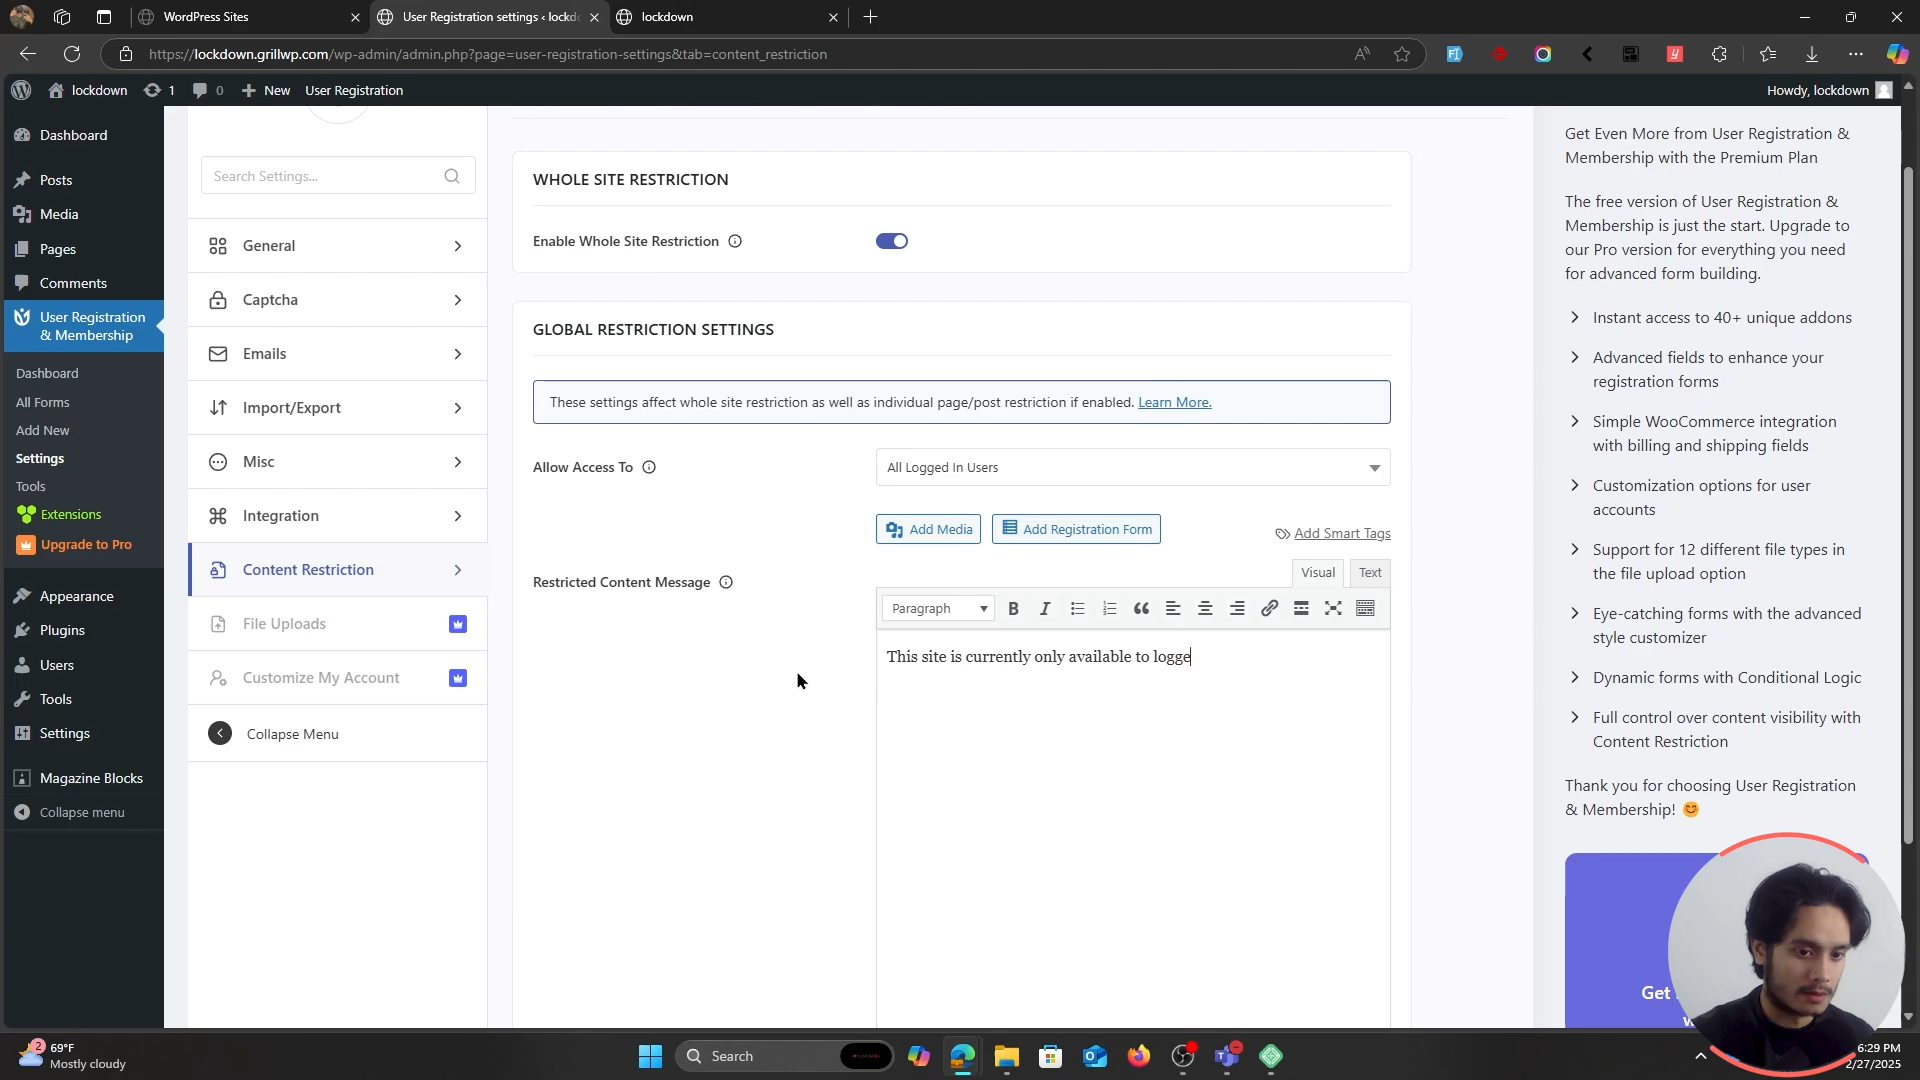 WordPress Sites
User Registration settings ‹ lockd
lockdown
https://lockdown.grillwp.com/wp-admin/admin.php?page=user-registration-settings&tab=content_restriction
lockdown
1
0
New
User Registration
Howdy, lockdown
Dashboard
Posts
Media
Pages
Comments
User Registration
& Membership
Dashboard
All Forms
Add New
Settings
Tools
Extensions
Upgrade to Pro
Appearance
Plugins
Users
Tools
Settings
Magazine Blocks
Collapse menu
Search Settings...
General
Captcha
Emails
Import/Export
Misc
Integration
Content Restriction
File Uploads
Customize My Account
Collapse Menu
WHOLE SITE RESTRICTION
Enable Whole Site Restriction
GLOBAL RESTRICTION SETTINGS
These settings affect whole site restriction as well as individual page/post restriction if enabled. Learn More.
Allow Access To
All Logged In Users
Add Media
Add Registration Form
Add Smart Tags
Restricted Content Message
Visual
Text
Paragraph
This site is currently only available to logge
Get Even More from User Registration &
Membership with the Premium Plan
The free version of User Registration &
Membership is just the start. Upgrade to
our Pro version for everything you need
for advanced form building.
Instant access to 40+ unique addons
Advanced fields to enhance your
registration forms
Simple WooCommerce integration
with billing and shipping fields
Customization options for user
accounts
Support for 12 different file types in
the file upload option
Eye-catching forms with the advanced
style customizer
Dynamic forms with Conditional Logic
Full control over content visibility with
Content Restriction
Thank you for choosing User Registration
& Membership! 😊
Get
2
69°F
Mostly cloudy
Search
6:29 PM
2/27/2025